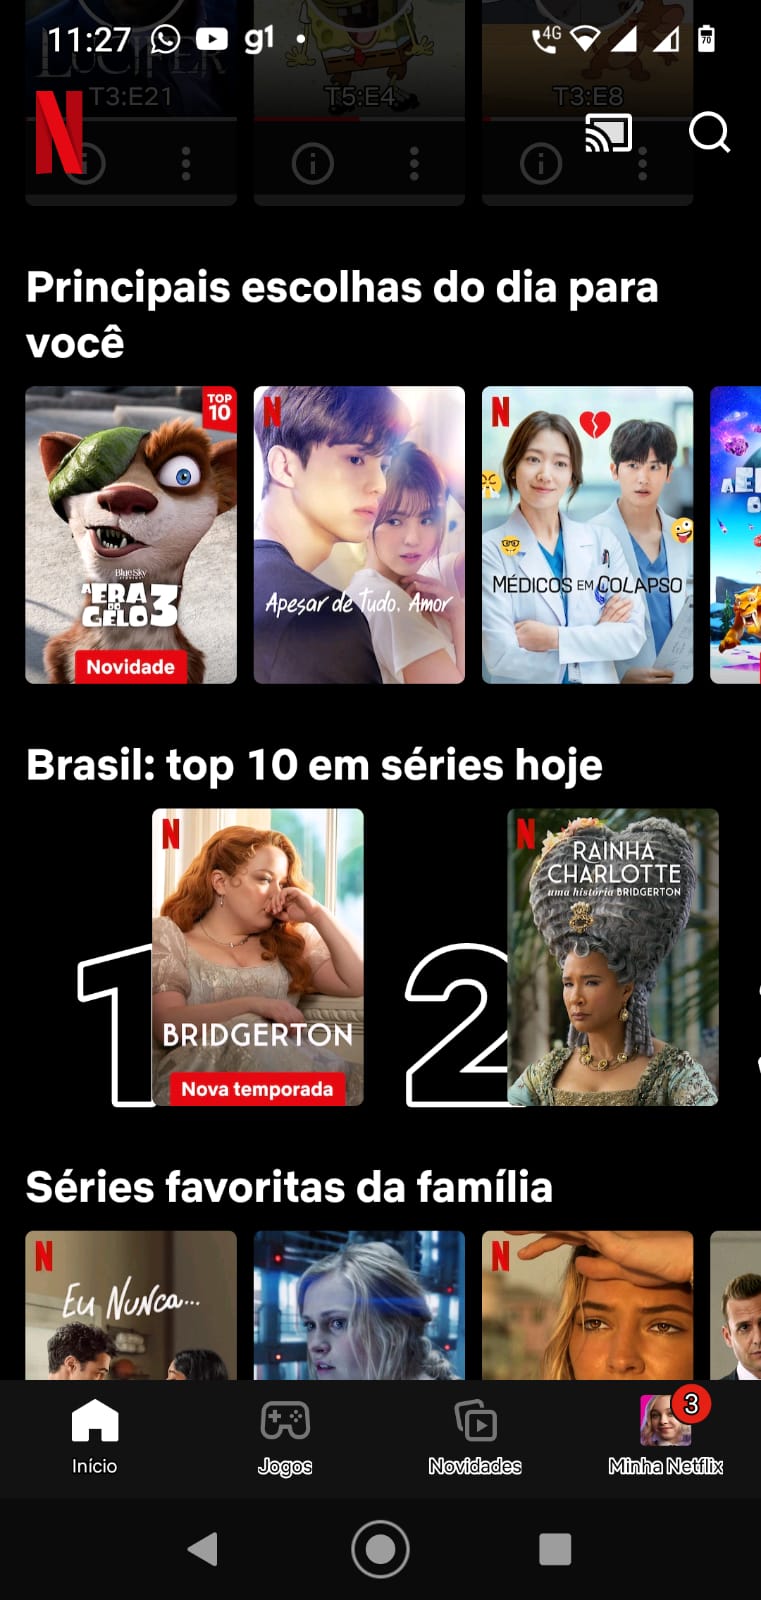 11:27
g1
4G
70
LUCIFER
T3:E21
T5:E4
T3:E8
N
Principais escolhas do dia para
você
TOP
10
BlueSky
A ERA
DO
GELO 3
Novidade
N
Apesar de Tudo, Amor
N
MÉDICOS EM COLAPSO
Brasil: top 10 em séries hoje
1
N
BRIDGERTON
Nova temporada
2
N
RAINHA
CHARLOTTE
uma história BRIDGERTON
Séries favoritas da família
N
Eu Nunca...
N
3
Início
Jogos
Novidades
Minha Netflix